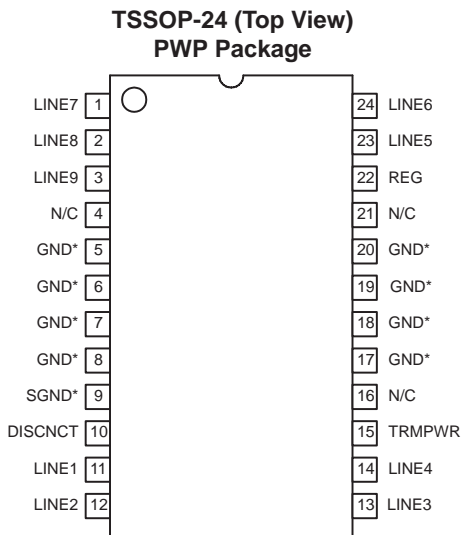 TSSOP-24 (Top View)
PWP Package
LINE7 1 24 LINE6
LINE8 2 23 LINE5
LINE9 3 22 REG
N/C 4 21 N/C
GND* 5 20 GND*
GND* 6 19 GND*
GND* 7 18 GND*
GND* 8 17 GND*
SGND* 9 16 N/C
DISCNCT 10 15 TRMPWR
LINE1 11 14 LINE4
LINE2 12 13 LINE3